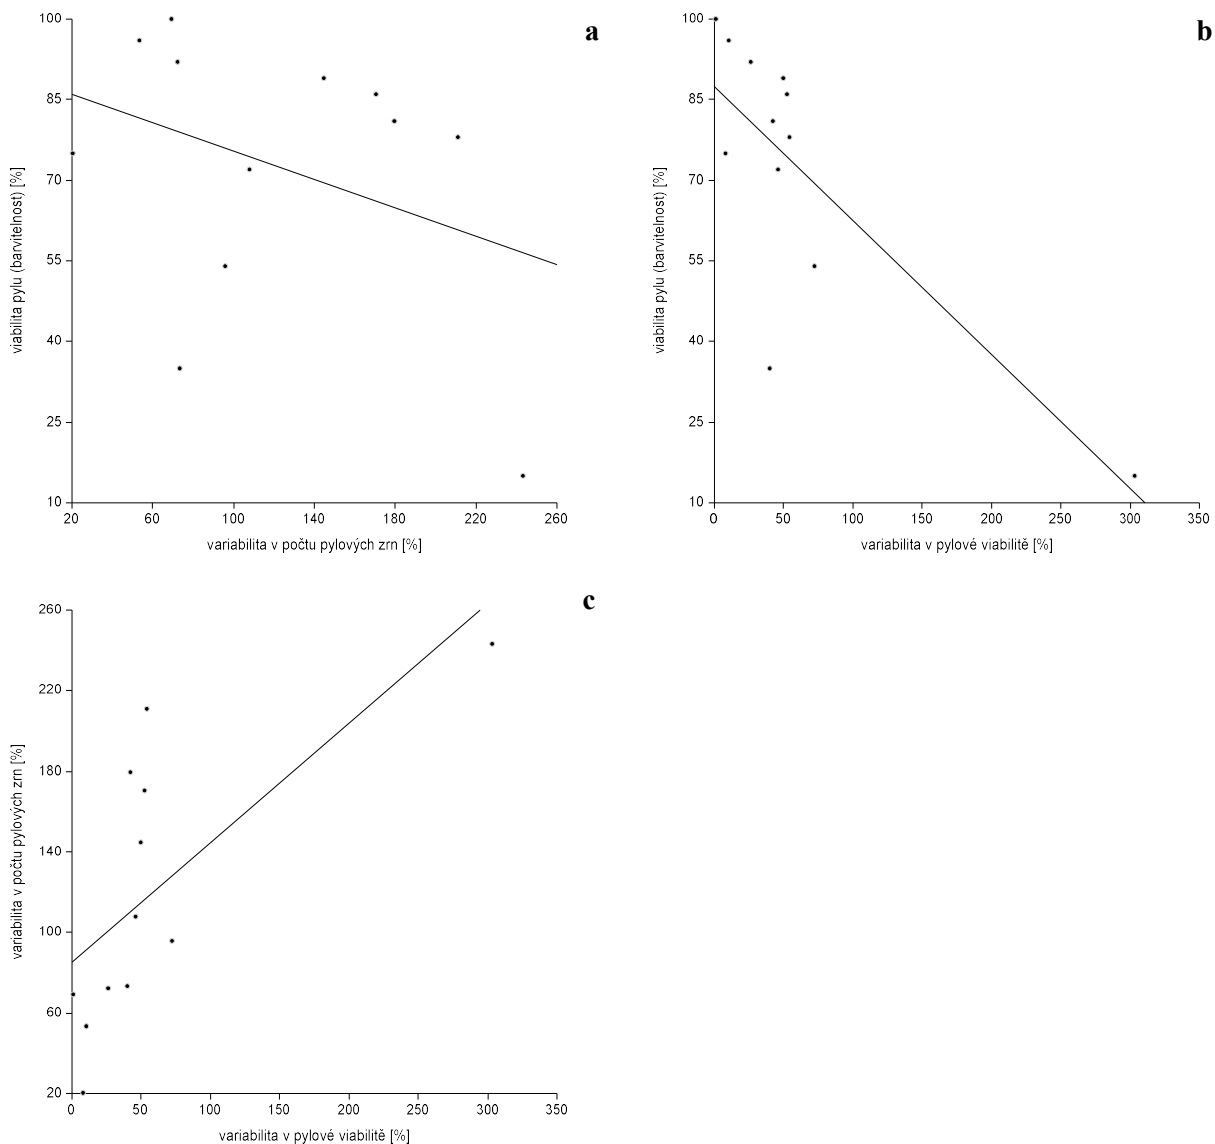 a
100
85
70
55
40
25
10
viabilita pylu (barvitelnost) [%]
20 60 100 140 180 220 260
variabilita v počtu pylových zrn [%]
b
100
85
70
55
40
25
10
viabilita pylu (barvitelnost) [%]
0 50 100 150 200 250 300 350
variabilita v pylové viabilitě [%]
c
260
220
180
140
100
60
20
variabilita v počtu pylových zrn [%]
0 50 100 150 200 250 300 350
variabilita v pylové viabilitě [%]